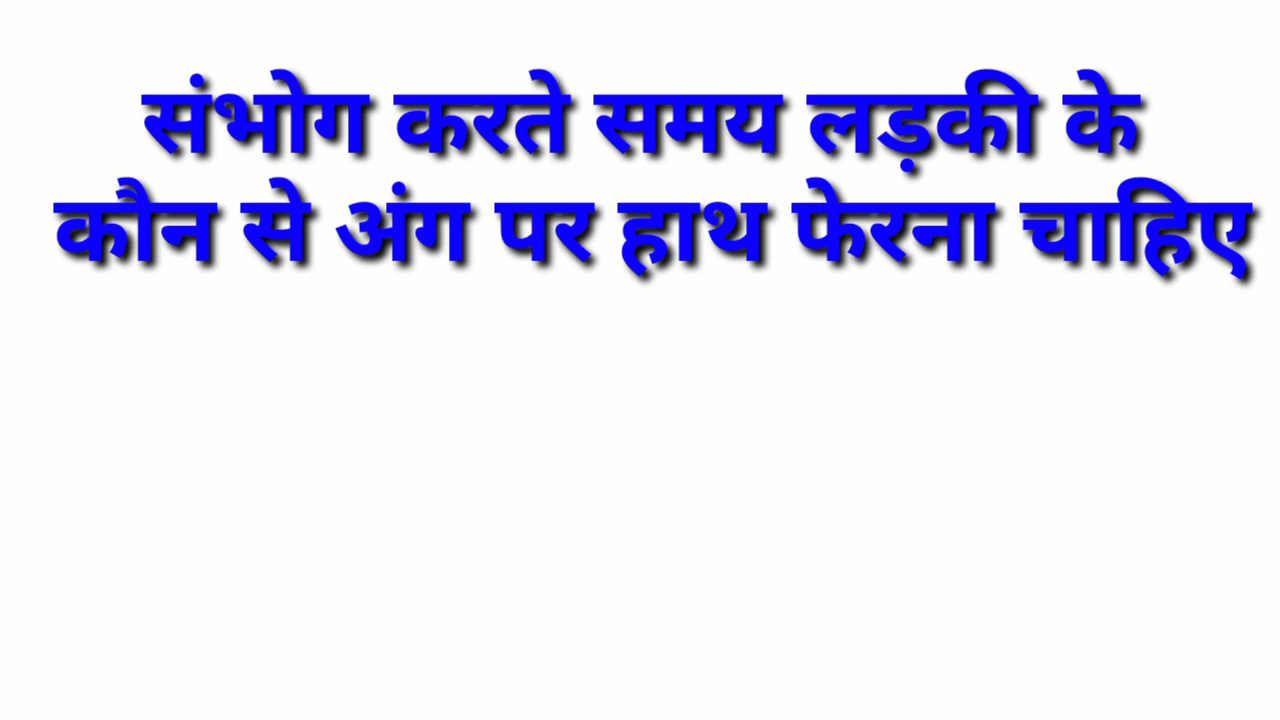 संभोग करते समय लड़की के
कौन से अंग पर हाथ फेरना चाहिए